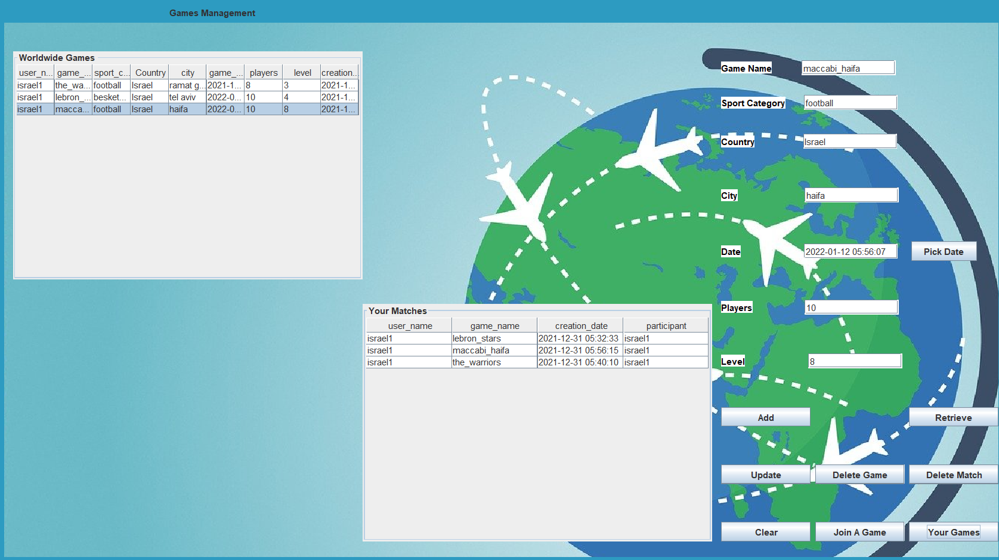 Games Management
Worldwide Games
user_n... game_... sport_c... Country city game_... players level creation...
israel1 the_wa... football Israel ramat g... 2021-1... 8 3 2021-1...
israel1 lebron_... besket... Israel tel aviv 2022-0... 10 4 2021-1...
israel1 macca... football Israel haifa 2022-0... 10 8 2021-1...
Game Name maccabi_haifa
Sport Category football
Country Israel
City haifa
Date 2022-01-12 05:56:07 Pick Date
Players 10
Level 8
Your Matches
user_name game_name creation_date participant
israel1 lebron_stars 2021-12-31 05:32:33 israel1
israel1 maccabi_haifa 2021-12-31 05:56:15 israel1
israel1 the_warriors 2021-12-31 05:40:10 israel1
Add Retrieve
Update Delete Game Delete Match
Clear Join A Game Your Games